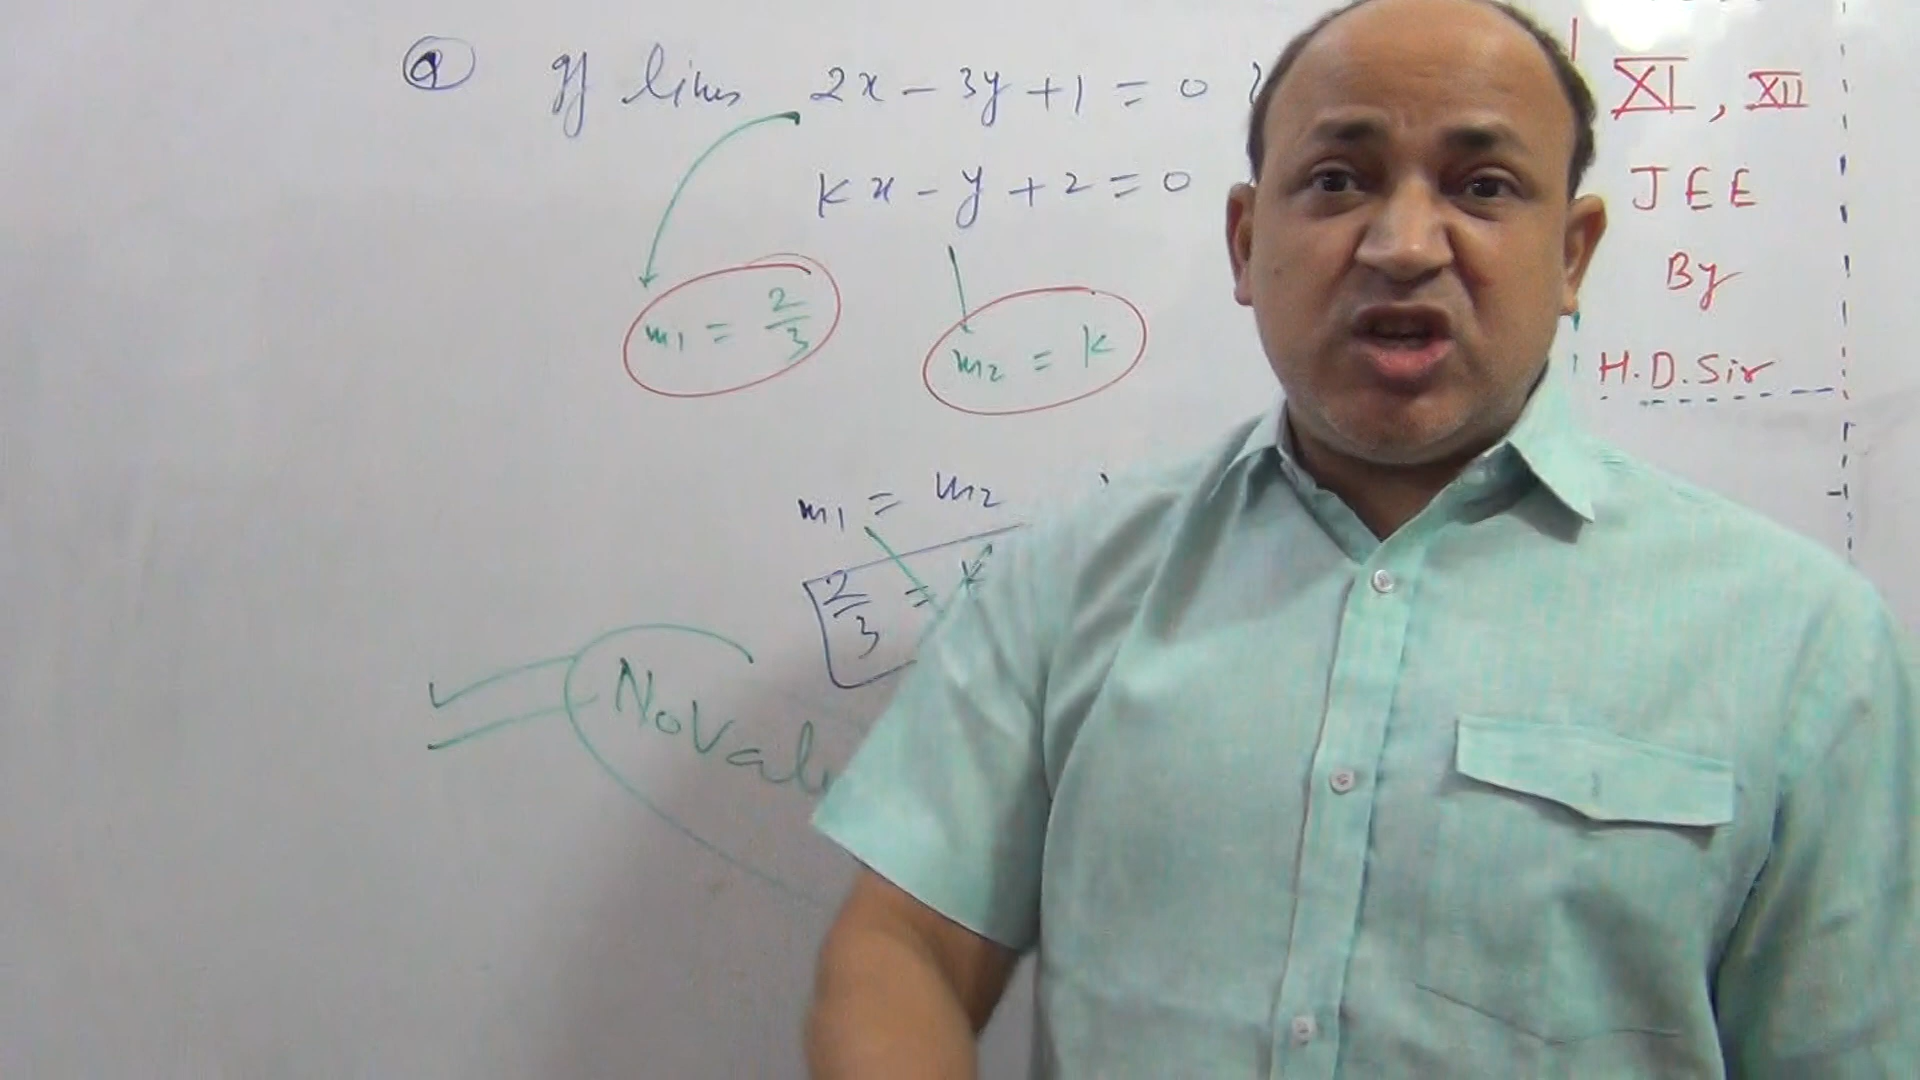 Q If lines 2x - 3y + 1 = 0
kx - y + 2 = 0
m1 = 2/3
m2 = k
m1 = m2
2/3 = k
XI, XII
JEE
By
H.D. Sir